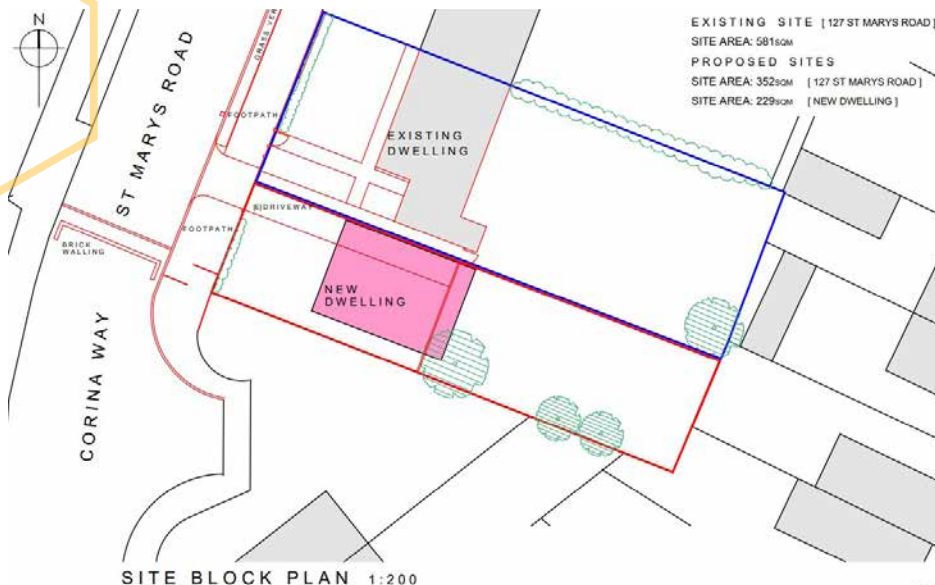 N
ST MARYS ROAD
GRASS VER
FOOTPATH
EXISTING
DWELLING
EXISTING SITE [127 ST MARYS ROAD]
SITE AREA: 581SQM
PROPOSED SITES
SITE AREA: 352SQM [127 ST MARYS ROAD]
SITE AREA: 229SQM [NEW DWELLING]
[E]DRIVEWAY
FOOTPATH
BRICK
WALLING
NEW
DWELLING
CORINA WAY
SITE BLOCK PLAN 1:200